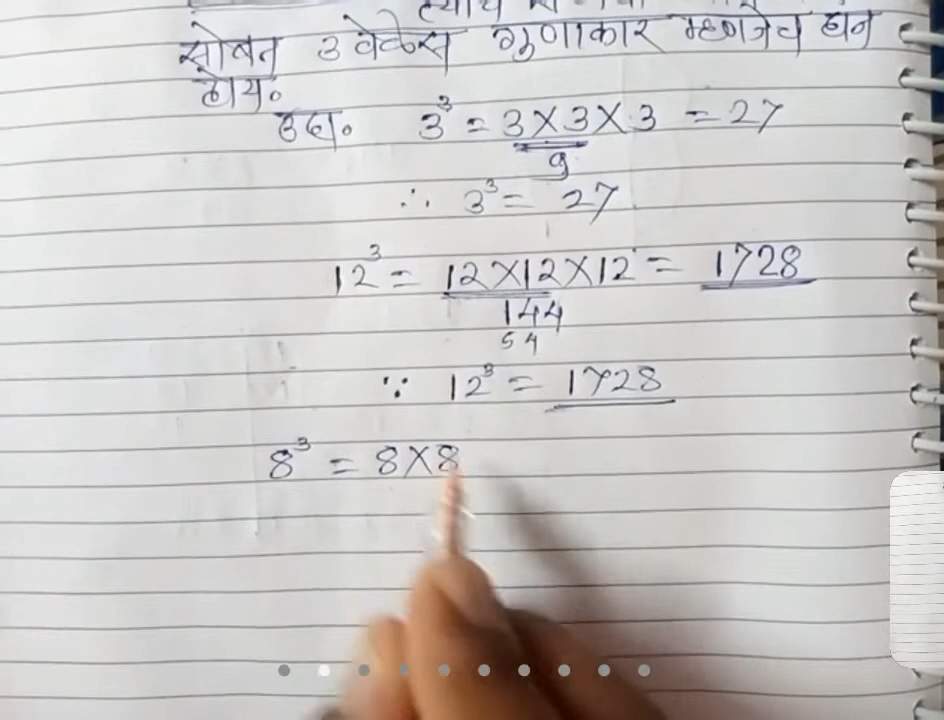 सोबत 3 वेळेस गुणाकार म्हणजेच घन
होय.
उदा. 3³ = 3×3×3 = 27
9
∴ 3³ = 27
12³ = 12×12×12 = 1728
144
54
∵ 12³ = 1728
8³ = 8×8